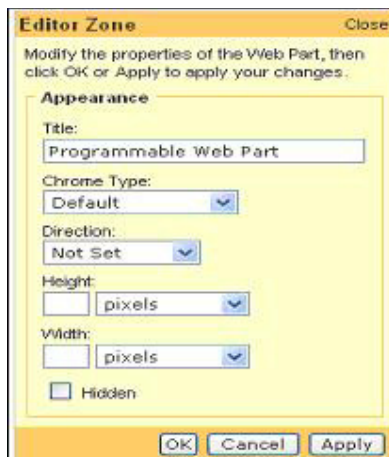 Editor Zone Close
Modify the properties of the Web Part, then
click OK or Apply to apply your changes.
Appearance
Title:
Programmable Web Part
Chrome Type:
Default
Direction:
Not Set
Height:
pixels
Width:
pixels
Hidden
OK Cancel Apply